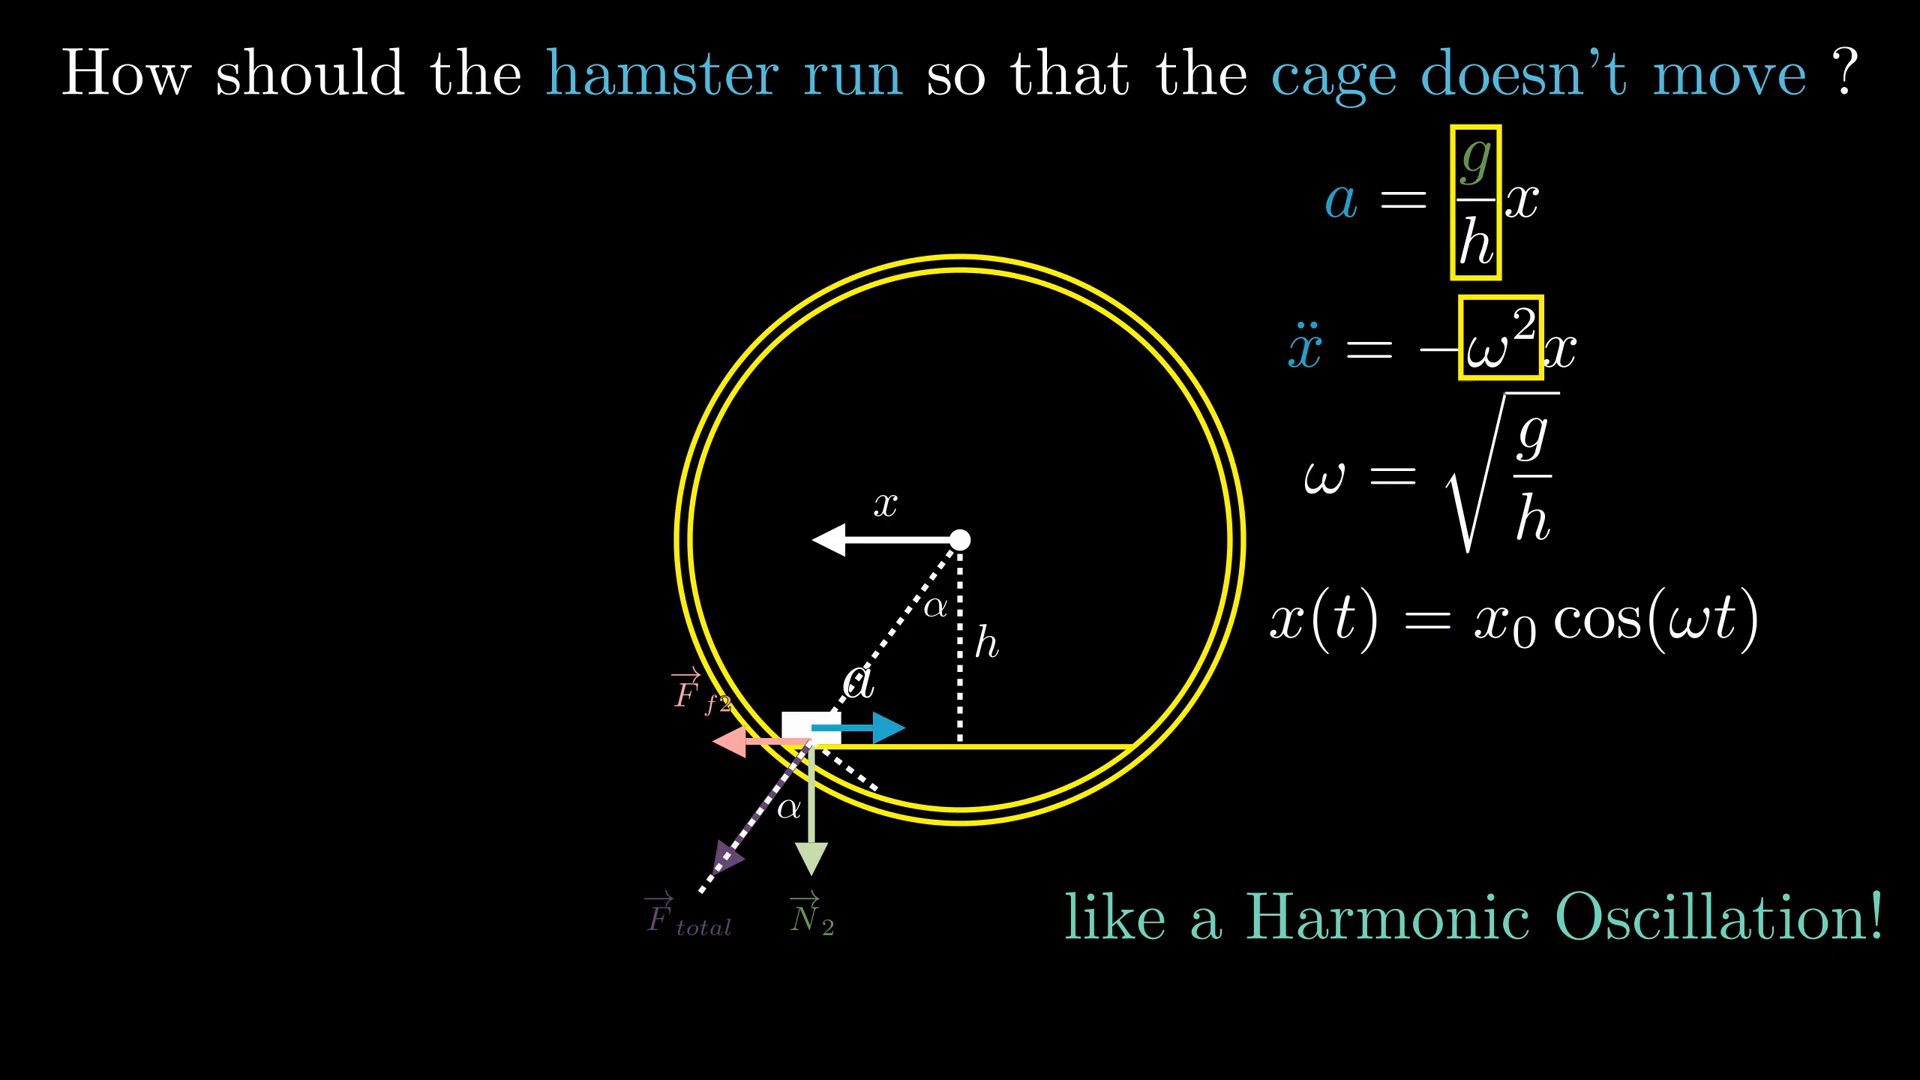 How should the hamster run so that the cage doesn't move ?
a = g/h x
ẍ = −ω²x
ω = √(g/h)
x
α
h
x(t) = x₀ cos(ωt)
a
F⃗ f2
α
F⃗ total
N⃗ 2
like a Harmonic Oscillation!